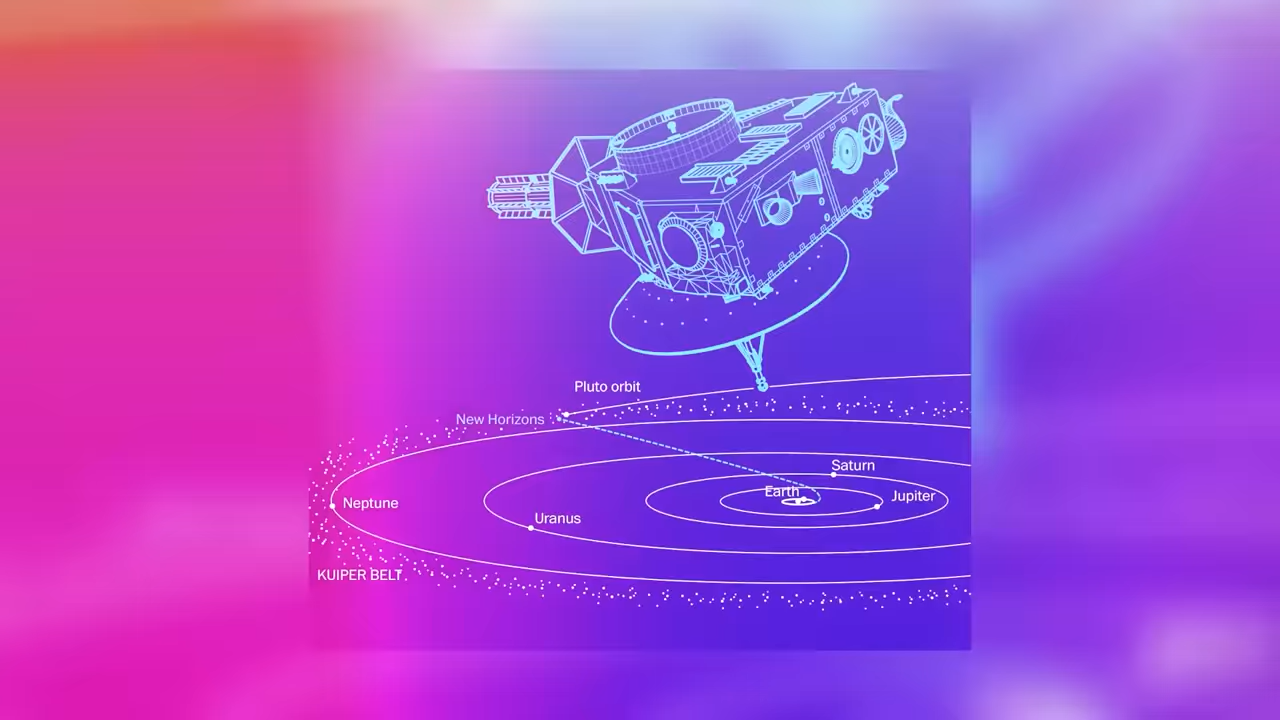 Pluto orbit
New Horizons
Saturn
Earth
Jupiter
Neptune
Uranus
KUIPER BELT